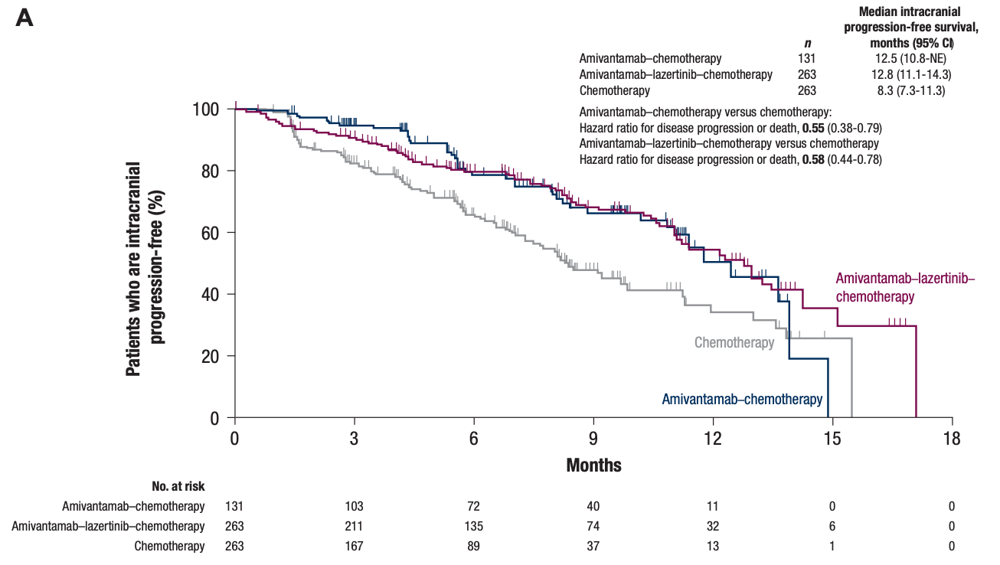 A
Median intracranial
progression-free survival,
n months (95% CI)
Amivantamab–chemotherapy 131 12.5 (10.8-NE)
Amivantamab–lazertinib–chemotherapy 263 12.8 (11.1-14.3)
Chemotherapy 263 8.3 (7.3-11.3)
Amivantamab–chemotherapy versus chemotherapy:
Hazard ratio for disease progression or death, 0.55 (0.38-0.79)
Amivantamab–lazertinib–chemotherapy versus chemotherapy
Hazard ratio for disease progression or death, 0.58 (0.44-0.78)
Patients who are intracranial
progression-free (%)
100
80
60
40
20
0
Amivantamab–lazertinib–
chemotherapy
Chemotherapy
Amivantamab–chemotherapy
0 3 6 9 12 15 18
Months
No. at risk
Amivantamab–chemotherapy 131 103 72 40 11 0 0
Amivantamab–lazertinib–chemotherapy 263 211 135 74 32 6 0
Chemotherapy 263 167 89 37 13 1 0